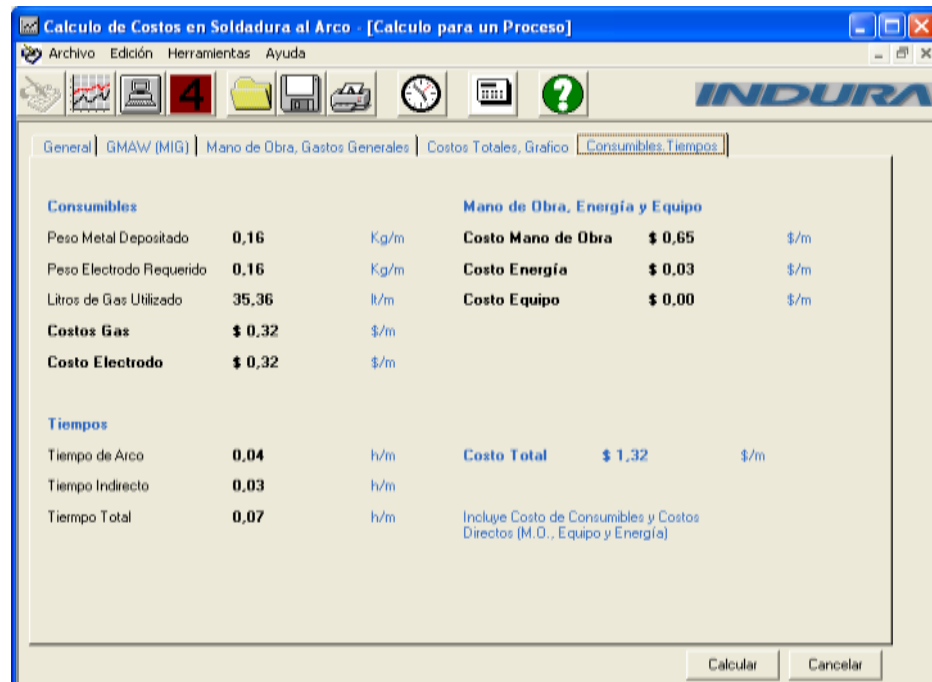 Calculo de Costos en Soldadura al Arco - [Calculo para un Proceso]
Archivo Edición Herramientas Ayuda
4
?
INDURA
General GMAW (MIG) Mano de Obra, Gastos Generales Costos Totales, Grafico Consumibles.Tiempos
Consumibles
Peso Metal Depositado 0,16 Kg/m
Peso Electrodo Requerido 0,16 Kg/m
Litros de Gas Utilizado 35,36 lt/m
Costos Gas $ 0,32 $/m
Costo Electrodo $ 0,32 $/m
Mano de Obra, Energía y Equipo
Costo Mano de Obra $ 0,65 $/m
Costo Energía $ 0,03 $/m
Costo Equipo $ 0,00 $/m
Tiempos
Tiempo de Arco 0,04 h/m
Tiempo Indirecto 0,03 h/m
Tiermpo Total 0,07 h/m
Costo Total $ 1,32 $/m
Incluye Costo de Consumibles y Costos
Directos (M.O., Equipo y Energía)
Calcular Cancelar